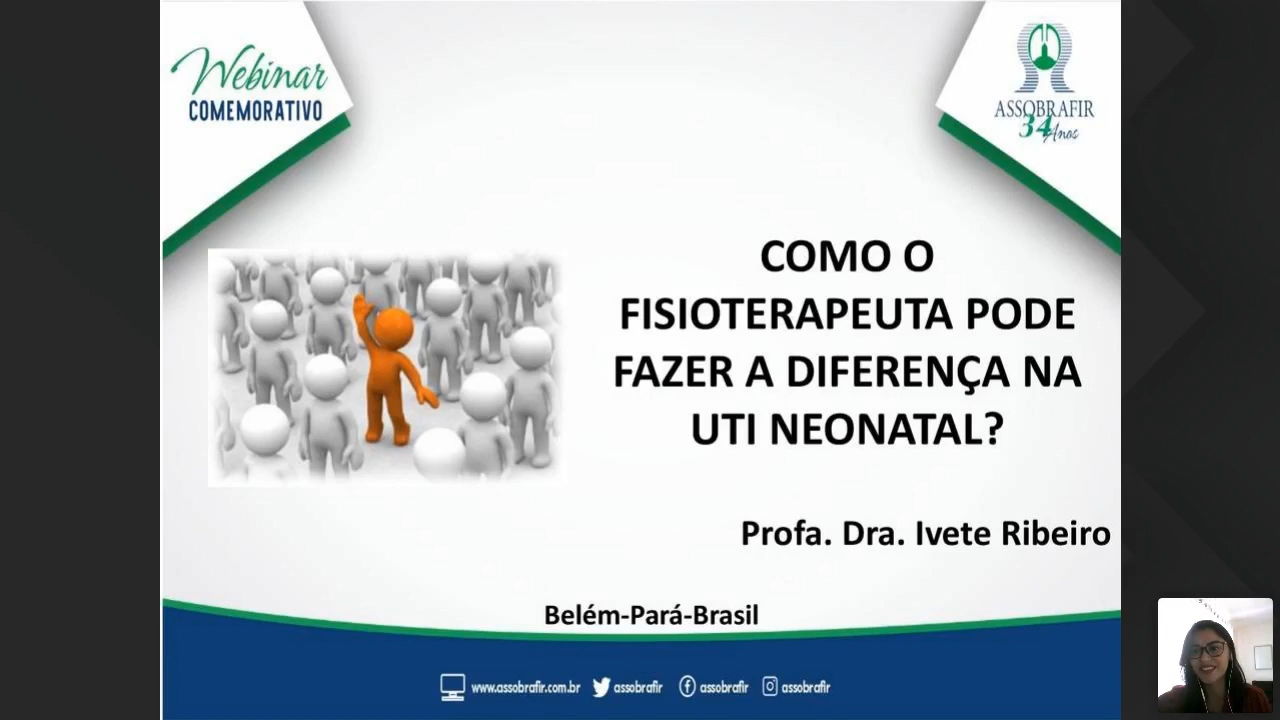 Webinar
COMEMORATIVO
ASSOBRAFIR
34 Anos
COMO O
FISIOTERAPEUTA PODE
FAZER A DIFERENÇA NA
UTI NEONATAL?
Profa. Dra. Ivete Ribeiro
Belém-Pará-Brasil
www.assobrafir.com.br assobrafir assobrafir assobrafir